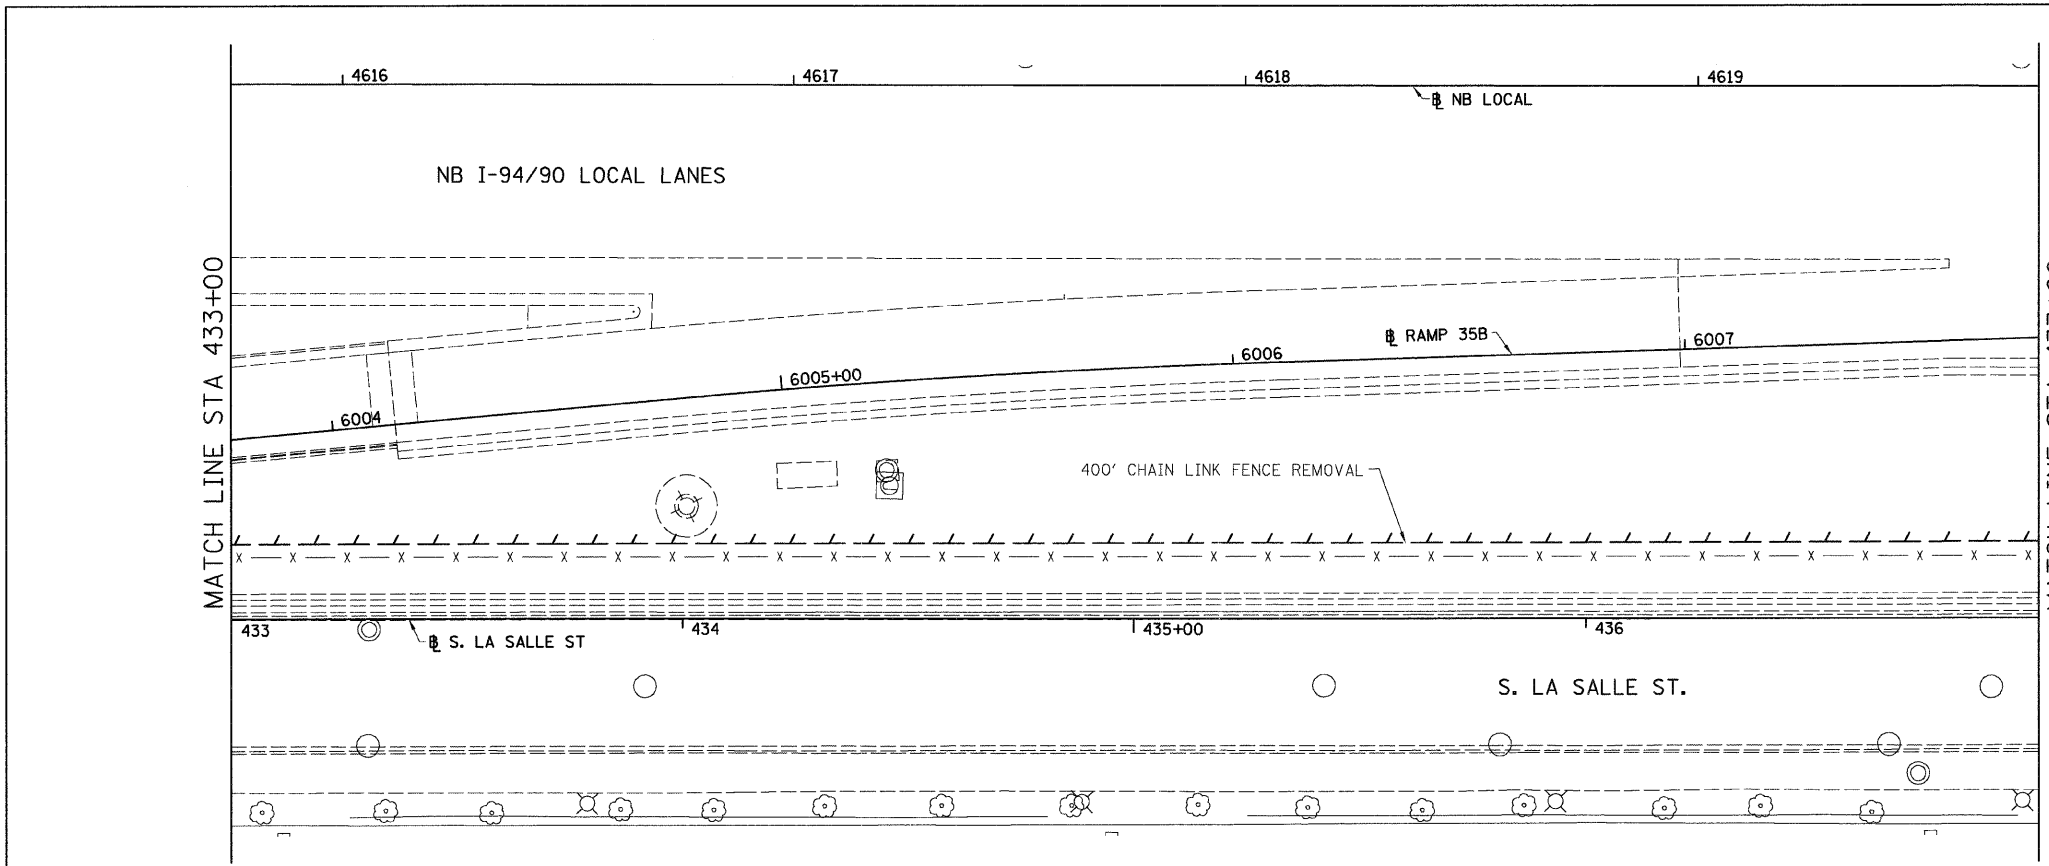 4616
4617
4618
4619
℄ NB LOCAL
NB I-94/90 LOCAL LANES
MATCH LINE STA 433+00
℄ RAMP 35B
6007
6006
6005+00
6004
400' CHAIN LINK FENCE REMOVAL
X X X X X X X X X X X X X X X X X X X X X X X X X X X X X X X X X X
433
434
435+00
436
℄ S. LA SALLE ST
S. LA SALLE ST.